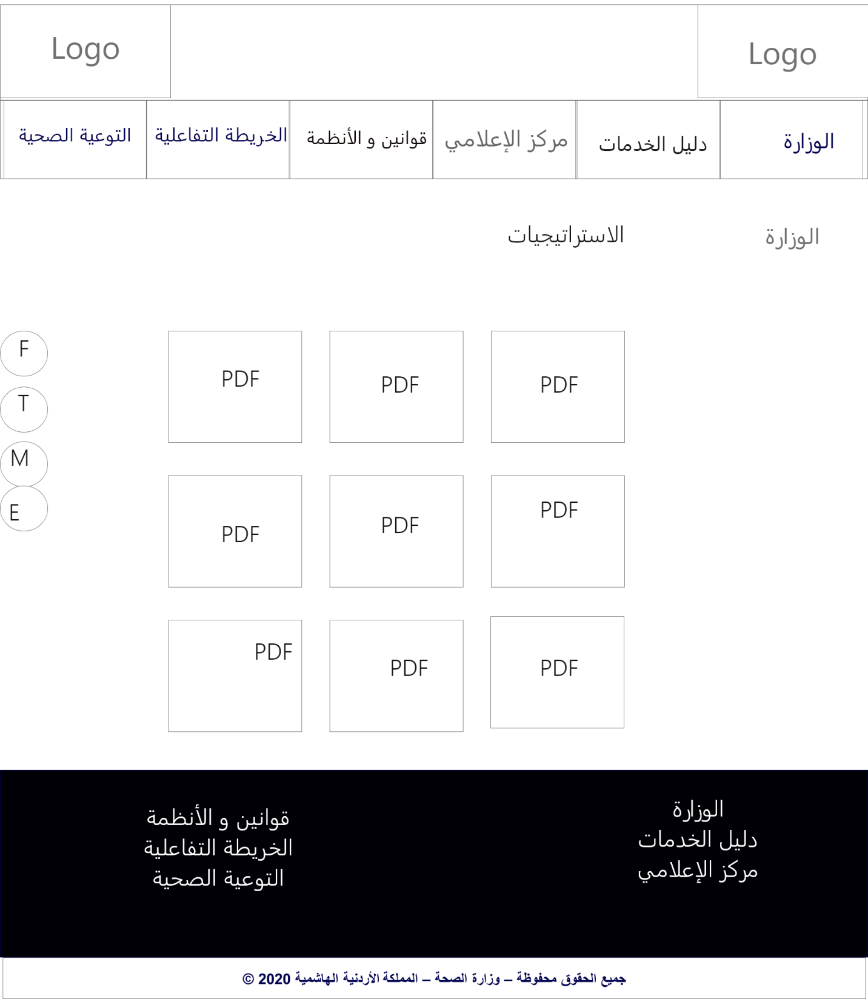 Logo
Logo
الوزارة
دليل الخدمات
مركز الإعلامي
قوانين و الأنظمة
الخريطة التفاعلية
التوعية الصحية
الوزارة
الاستراتيجيات
PDF
PDF
PDF
F
T
M
E
PDF
PDF
PDF
PDF
PDF
PDF
الوزارة
دليل الخدمات
مركز الإعلامي
قوانين و الأنظمة
الخريطة التفاعلية
التوعية الصحية
جميع الحقوق محفوظة – وزارة الصحة – المملكة الأردنية الهاشمية 2020 ©